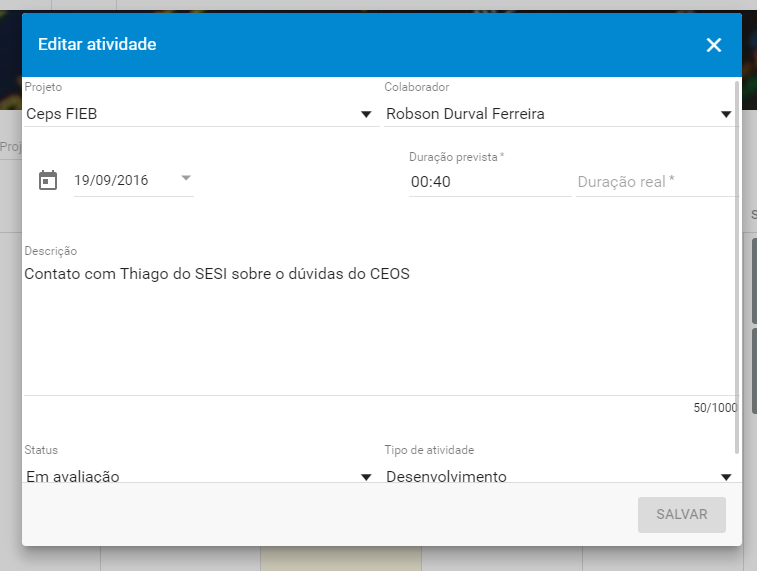 Editar atividade
Projeto
Colaborador
Ceps FIEB
Robson Durval Ferreira
Proj
Duração prevista *
19/09/2016
00:40
Duração real *
Descrição
Contato com Thiago do SESI sobre o dúvidas do CEOS
50/1000
Status
Tipo de atividade
Em avaliação
Desenvolvimento
SALVAR